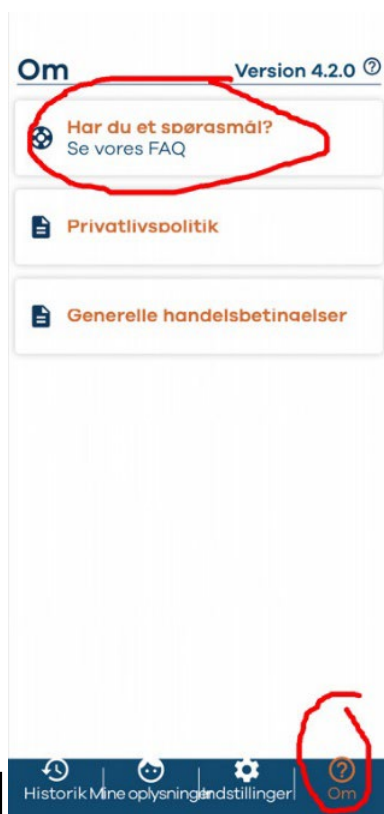 Om
Version 4.2.0 ?
Har du et spørgsmål?
Se vores FAQ
Privatlivspolitik
Generelle handelsbetingelser
Historik
Mine oplysninger
Indstillinger
Om